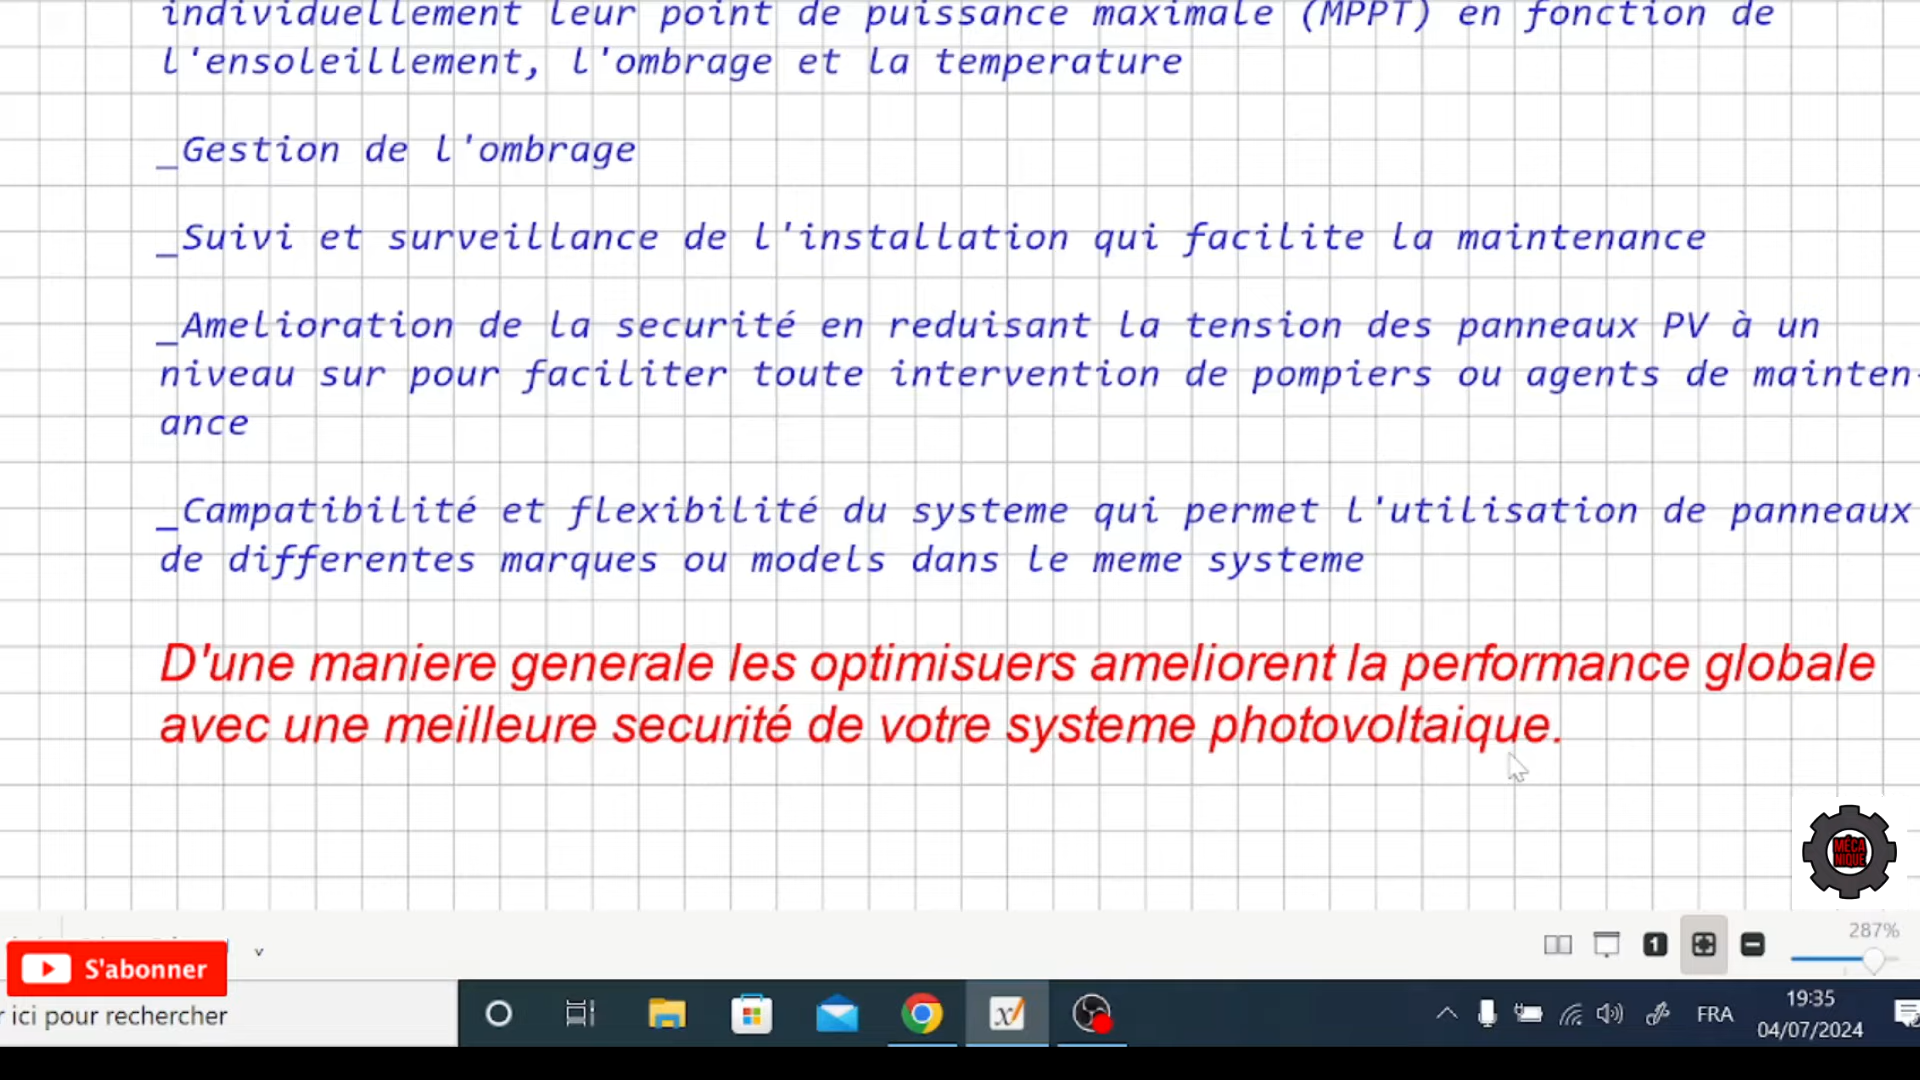 individuellement leur point de puissance maximale (MPPT) en fonction de
l'ensoleillement, l'ombrage et la temperature
_Gestion de l'ombrage
_Suivi et surveillance de l'installation qui facilite la maintenance
_Amelioration de la securité en reduisant la tension des panneaux PV à un
niveau sur pour faciliter toute intervention de pompiers ou agents de mainten-
ance
_Campatibilité et flexibilité du systeme qui permet l'utilisation de panneaux
de differentes marques ou models dans le meme systeme
D'une maniere generale les optimisuers ameliorent la performance globale
avec une meilleure securité de votre systeme photovoltaique.
MÉCA
NIQUE
287%
1
S'abonner
ici pour rechercher
FRA
19:35
04/07/2024